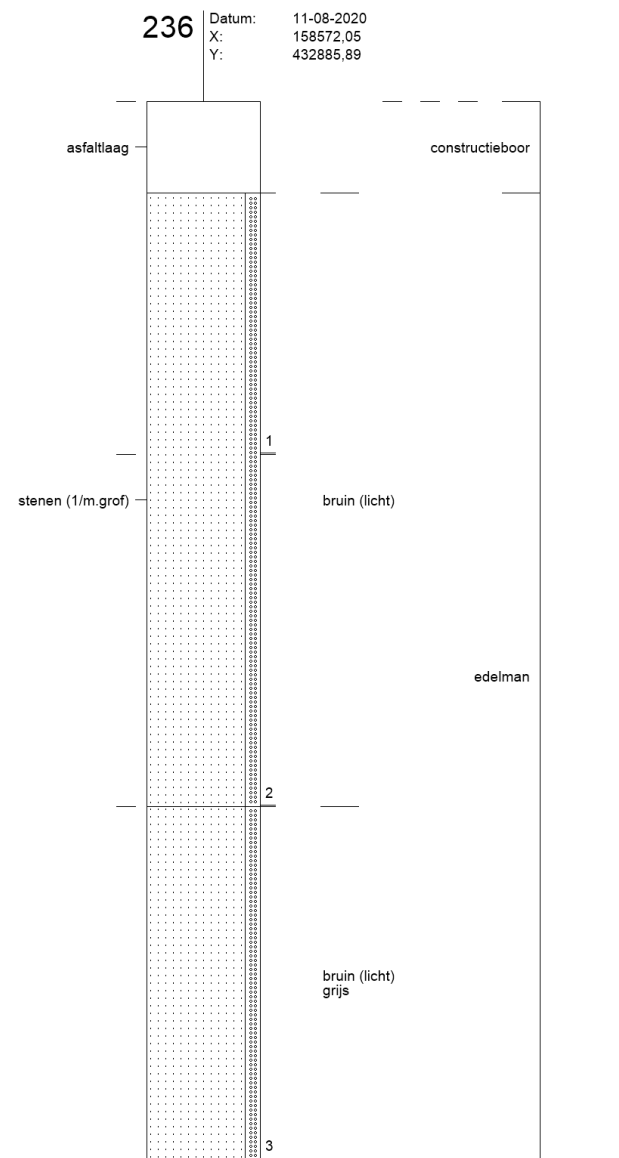 236
Datum: 11-08-2020
X: 158572,05
Y: 432885,89
asfaltlaag
constructieboor
1
stenen (1/m.grof)
bruin (licht)
edelman
2
bruin (licht)
grijs
3